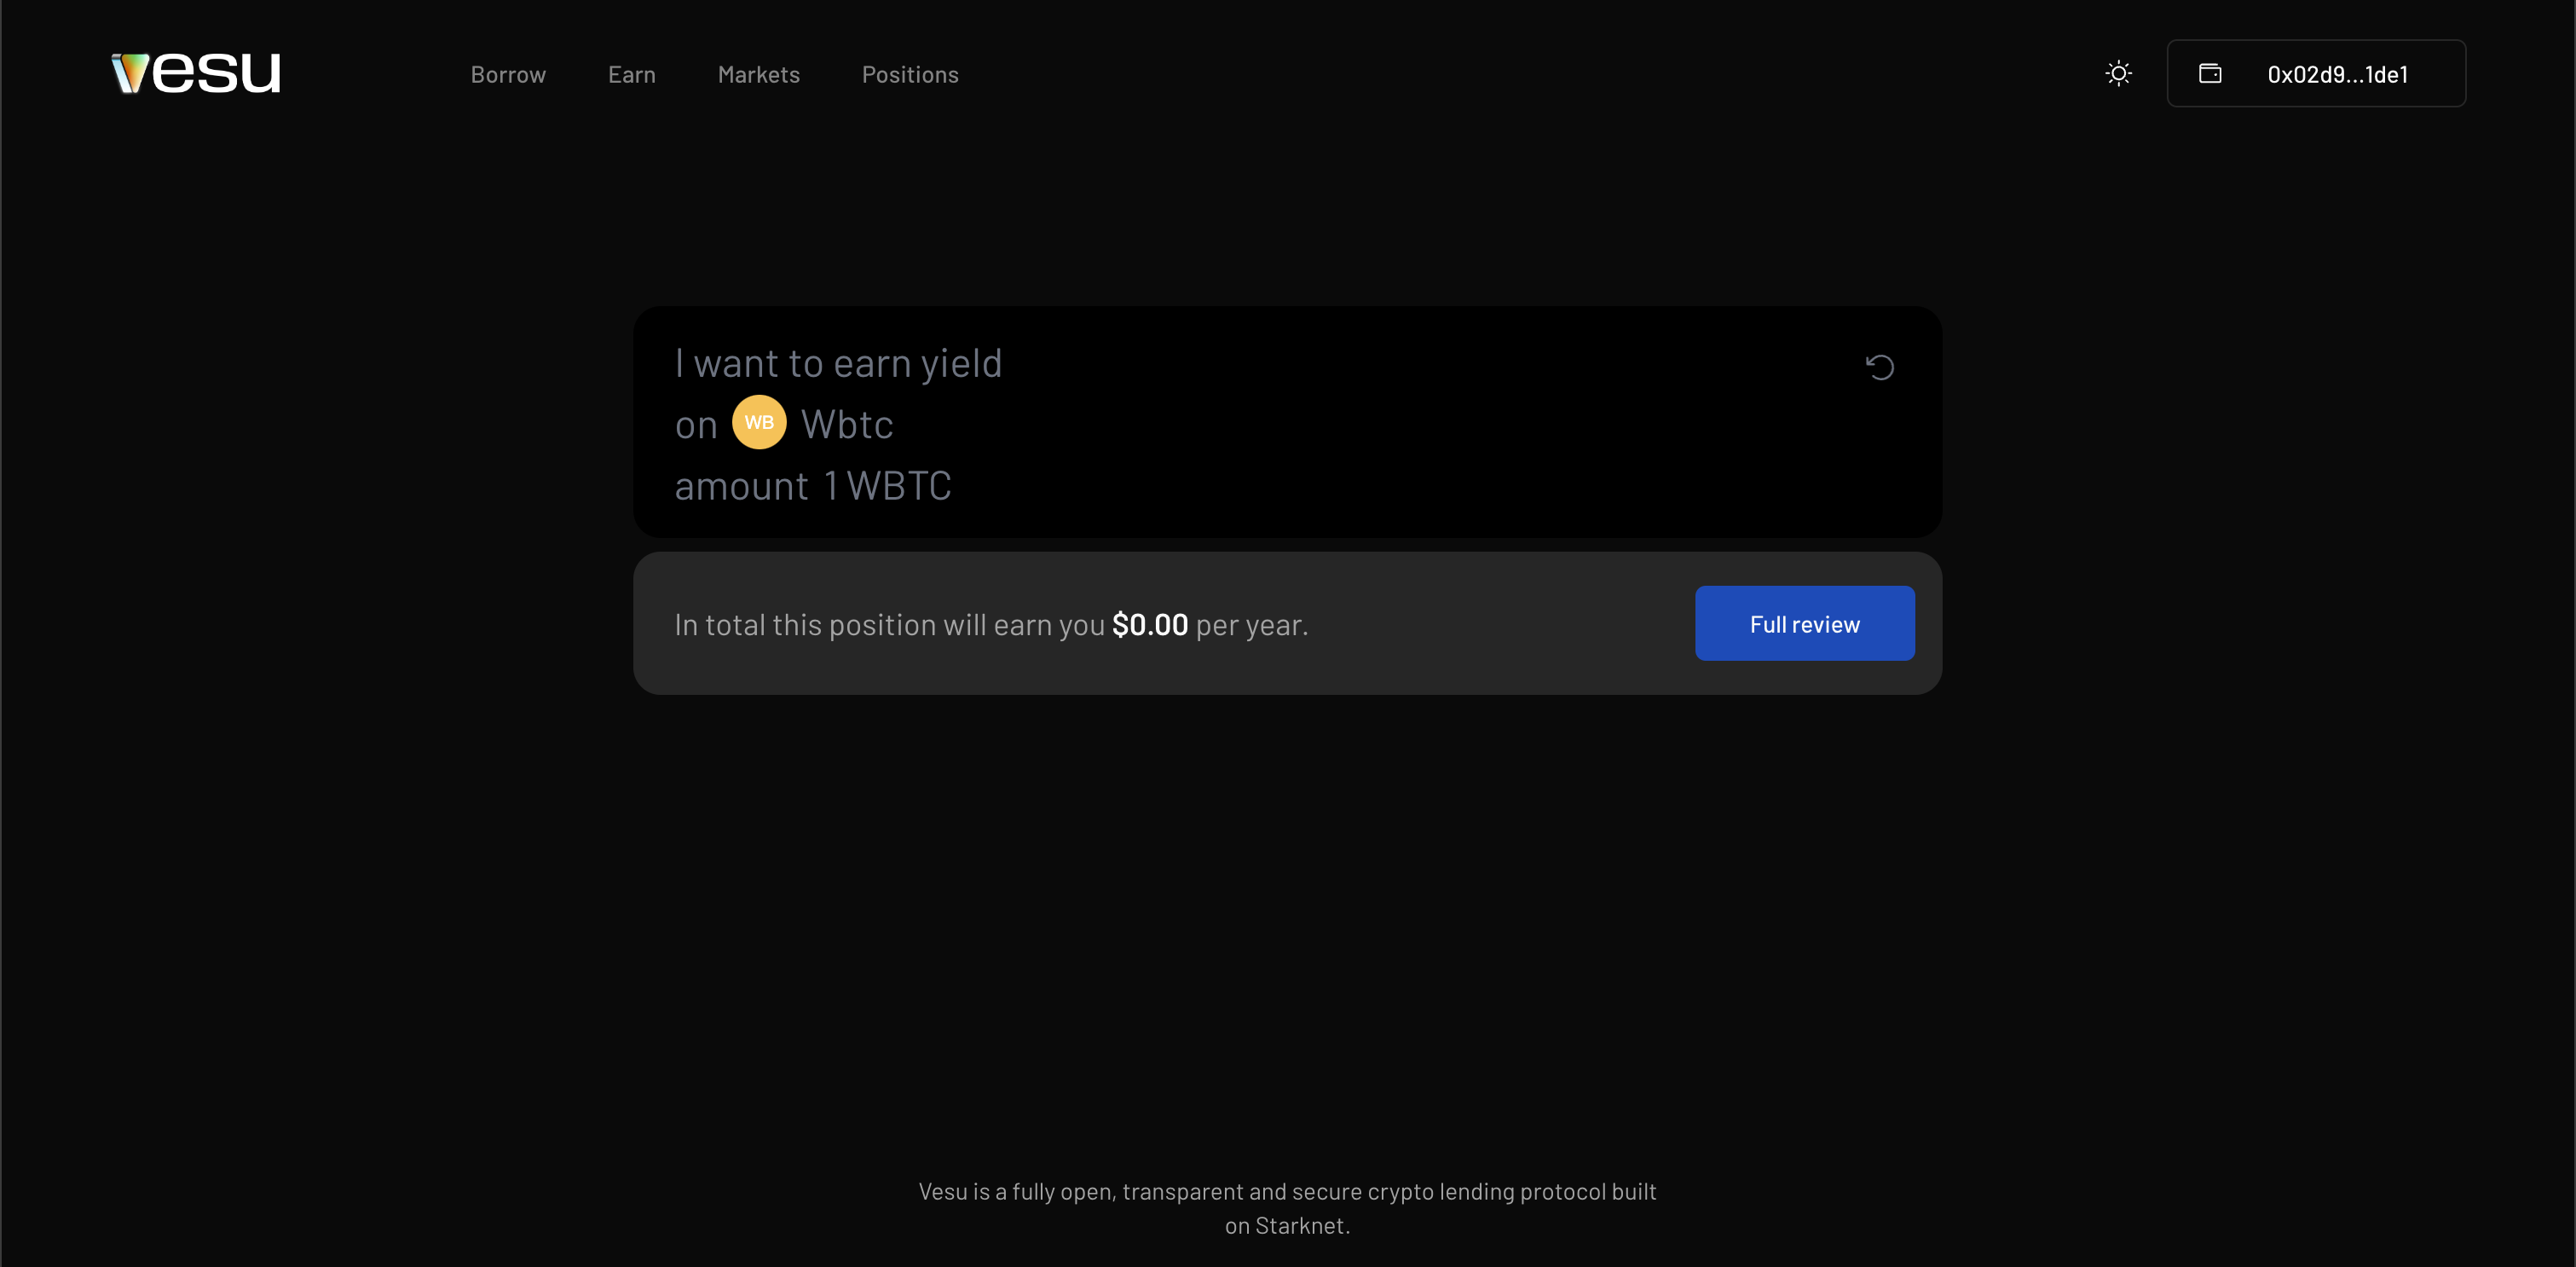 vesu
Borrow
Earn
Markets
Positions
0x02d9...1de1
I want to earn yield
on WB Wbtc
amount 1 WBTC
In total this position will earn you $0.00 per year.
Full review
Vesu is a fully open, transparent and secure crypto lending protocol built
on Starknet.